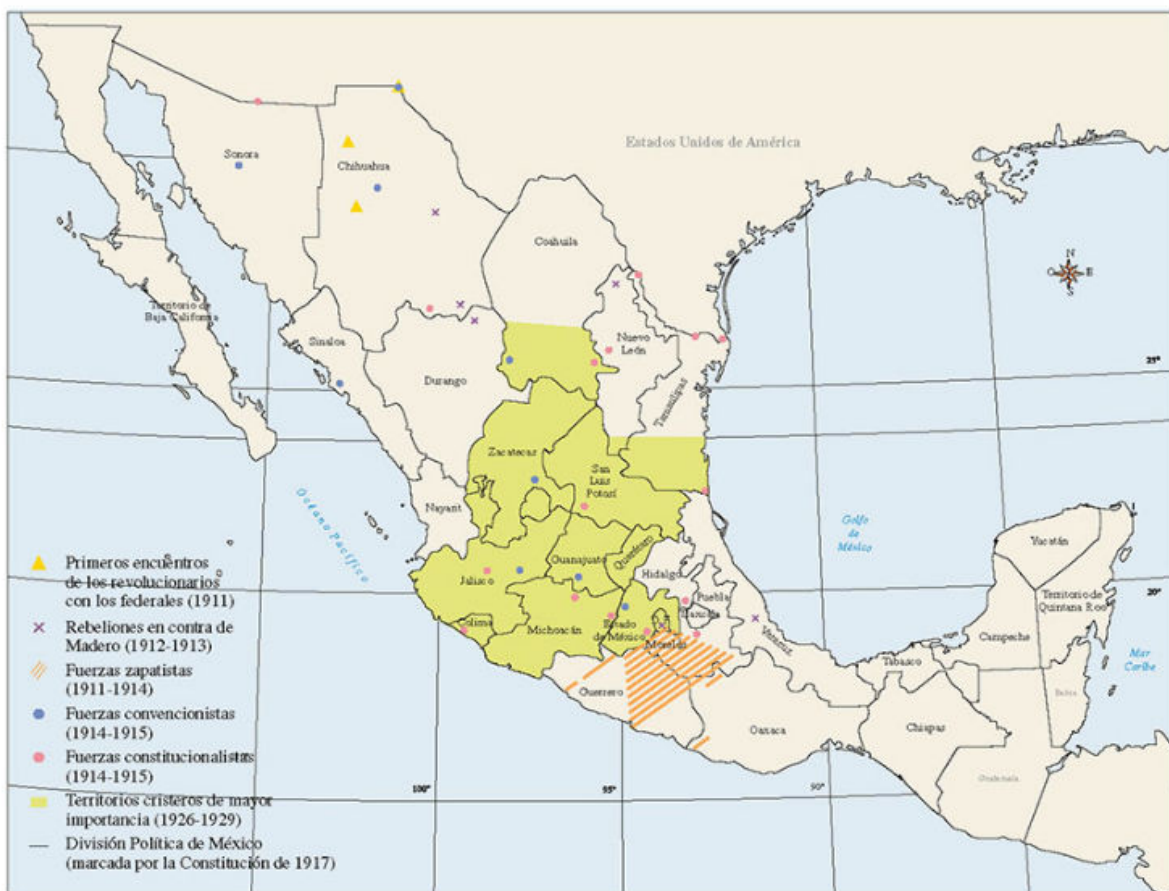 Estados Unidos de América
Sonora
Chihuahua
Coahuila
N
O E
S
Territorio de
Baja California
Sinaloa
Nuevo
León
Durango
Tamaulipas
25°
Zacatecas
San
Luis
Potosí
Océano Pacífico
Nayarit
Golfo
de
México
Yucatán
Guanajuato
Querétaro
Hidalgo
20°
Jalisco
Puebla
Territorio de
Quintana Roo
Colima
Michoacán
Estado
de México
Tlaxcala
Morelos
Veracruz
Campeche
Tabasco
Mar
Caribe
Belice
Guerrero
Oaxaca
Chiapas
Guatemala
100°
95°
90°
Primeros encuentros
de los revolucionarios
con los federales (1911)
Rebeliones en contra de
Madero (1912-1913)
Fuerzas zapatistas
(1911-1914)
Fuerzas convencionistas
(1914-1915)
Fuerzas constitucionalistas
(1914-1915)
Territorios cristeros de mayor
importancia (1926-1929)
División Política de México
(marcada por la Constitución de 1917)